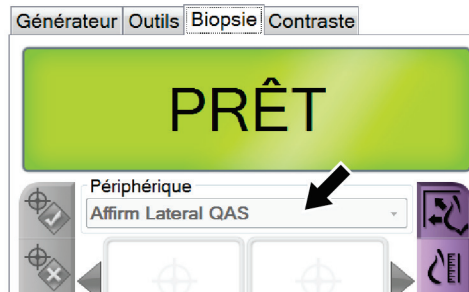 Générateur Outils Biopsie Contraste
PRÊT
Périphérique
Affirm Lateral QAS